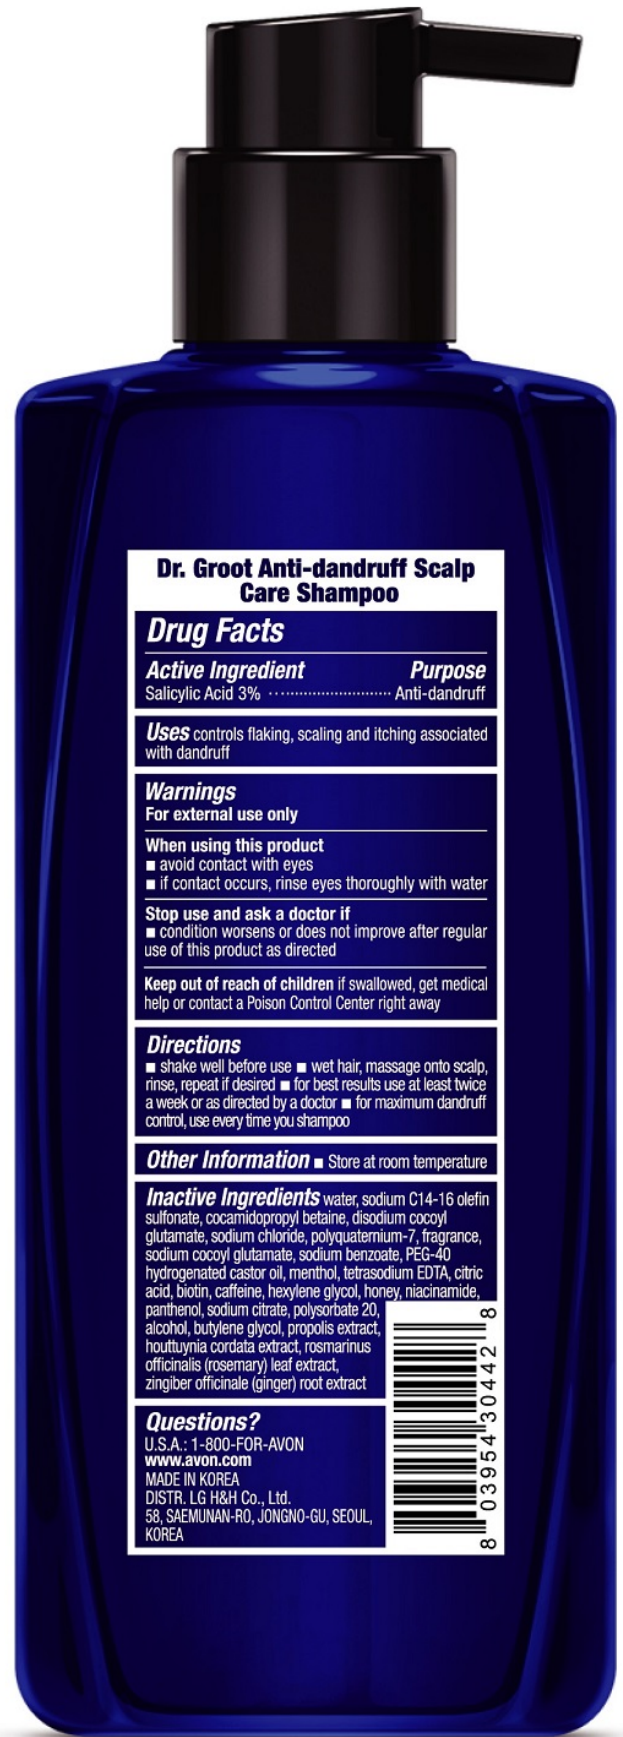 Dr. Groot Anti-dandruff Scalp
Care Shampoo
Drug Facts
Active Ingredient Purpose
Salicylic Acid 3% ............................ Anti-dandruff
Uses controls flaking, scaling and itching associated
with dandruff
Warnings
For external use only
When using this product
■ avoid contact with eyes
■ if contact occurs, rinse eyes thoroughly with water
Stop use and ask a doctor if
■ condition worsens or does not improve after regular
use of this product as directed
Keep out of reach of children if swallowed, get medical
help or contact a Poison Control Center right away
Directions
■ shake well before use ■ wet hair, massage onto scalp,
rinse, repeat if desired ■ for best results use at least twice
a week or as directed by a doctor ■ for maximum dandruff
control, use every time you shampoo
Other Information ■ Store at room temperature
Inactive Ingredients water, sodium C14-16 olefin
sulfonate, cocamidopropyl betaine, disodium cocoyl
glutamate, sodium chloride, polyquaternium-7, fragrance,
sodium cocoyl glutamate, sodium benzoate, PEG-40
hydrogenated castor oil, menthol, tetrasodium EDTA, citric
acid, biotin, caffeine, hexylene glycol, honey, niacinamide,
panthenol, sodium citrate, polysorbate 20,
alcohol, butylene glycol, propolis extract,
houttuynia cordata extract, rosmarinus
officinalis (rosemary) leaf extract,
zingiber officinale (ginger) root extract
Questions?
U.S.A.: 1-800-FOR-AVON
www.avon.com
MADE IN KOREA
DISTR. LG H&H Co., Ltd.
58, SAEMUNAN-RO, JONGNO-GU, SEOUL,
KOREA
8 03954 30442 8